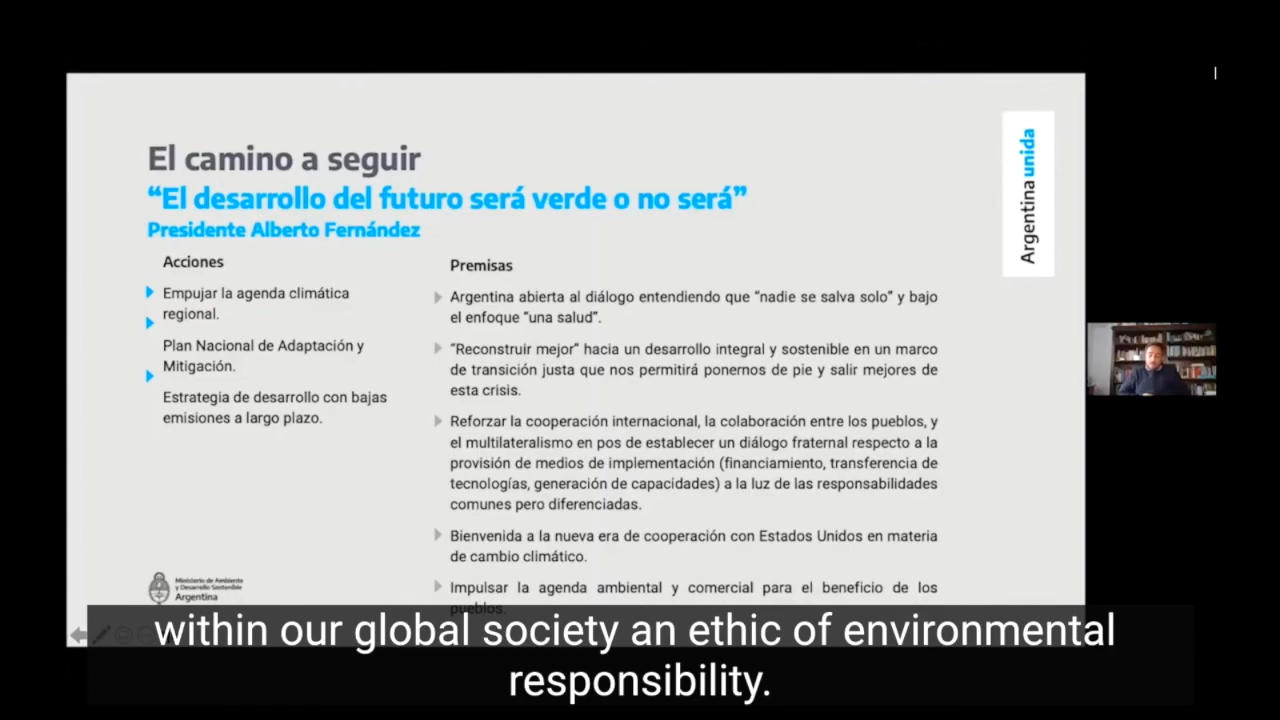 El camino a seguir
“El desarrollo del futuro será verde o no será”
Presidente Alberto Fernández
Acciones
Empujar la agenda climática
regional.
Plan Nacional de Adaptación y
Mitigación.
Estrategia de desarrollo con bajas
emisiones a largo plazo.
Premisas
Argentina abierta al diálogo entendiendo que “nadie se salva solo” y bajo
el enfoque “una salud”.
“Reconstruir mejor” hacia un desarrollo integral y sostenible en un marco
de transición justa que nos permitirá ponernos de pie y salir mejores de
esta crisis.
Reforzar la cooperación internacional, la colaboración entre los pueblos, y
el multilateralismo en pos de establecer un diálogo fraternal respecto a la
provisión de medios de implementación (financiamiento, transferencia de
tecnologías, generación de capacidades) a la luz de las responsabilidades
comunes pero diferenciadas.
Bienvenida a la nueva era de cooperación con Estados Unidos en materia
de cambio climático.
Impulsar la agenda ambiental y comercial para el beneficio de los
pueblos.
Argentina unida
Ministerio de Ambiente
y Desarrollo Sostenible
Argentina
within our global society an ethic of environmental
responsibility.